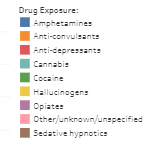 Drug Exposure:
Amphetamines
Anti-convulsants
Anti-depressants
Cannabis
Cocaine
Hallucinogens
Opiates
Other/unknown/unspecified
Sedative hypnotics